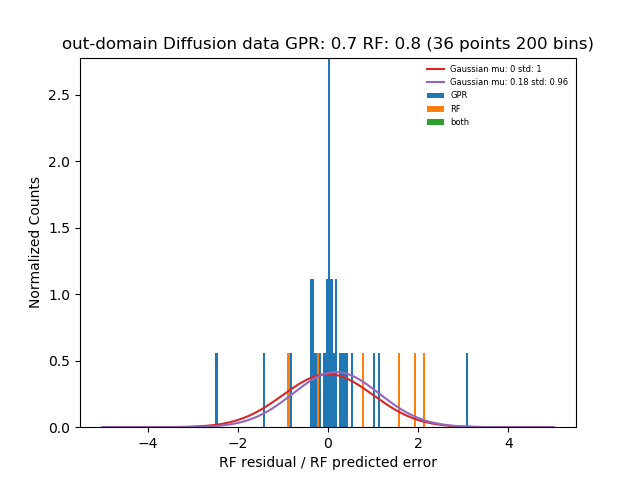 out-domain Diffusion data GPR: 0.7 RF: 0.8 (36 points 200 bins)
Gaussian mu: 0 std: 1
Gaussian mu: 0.18 std: 0.96
GPR
RF
both
2.5
2.0
1.5
1.0
0.5
0.0
Normalized Counts
−4
−2
0
2
4
RF residual / RF predicted error